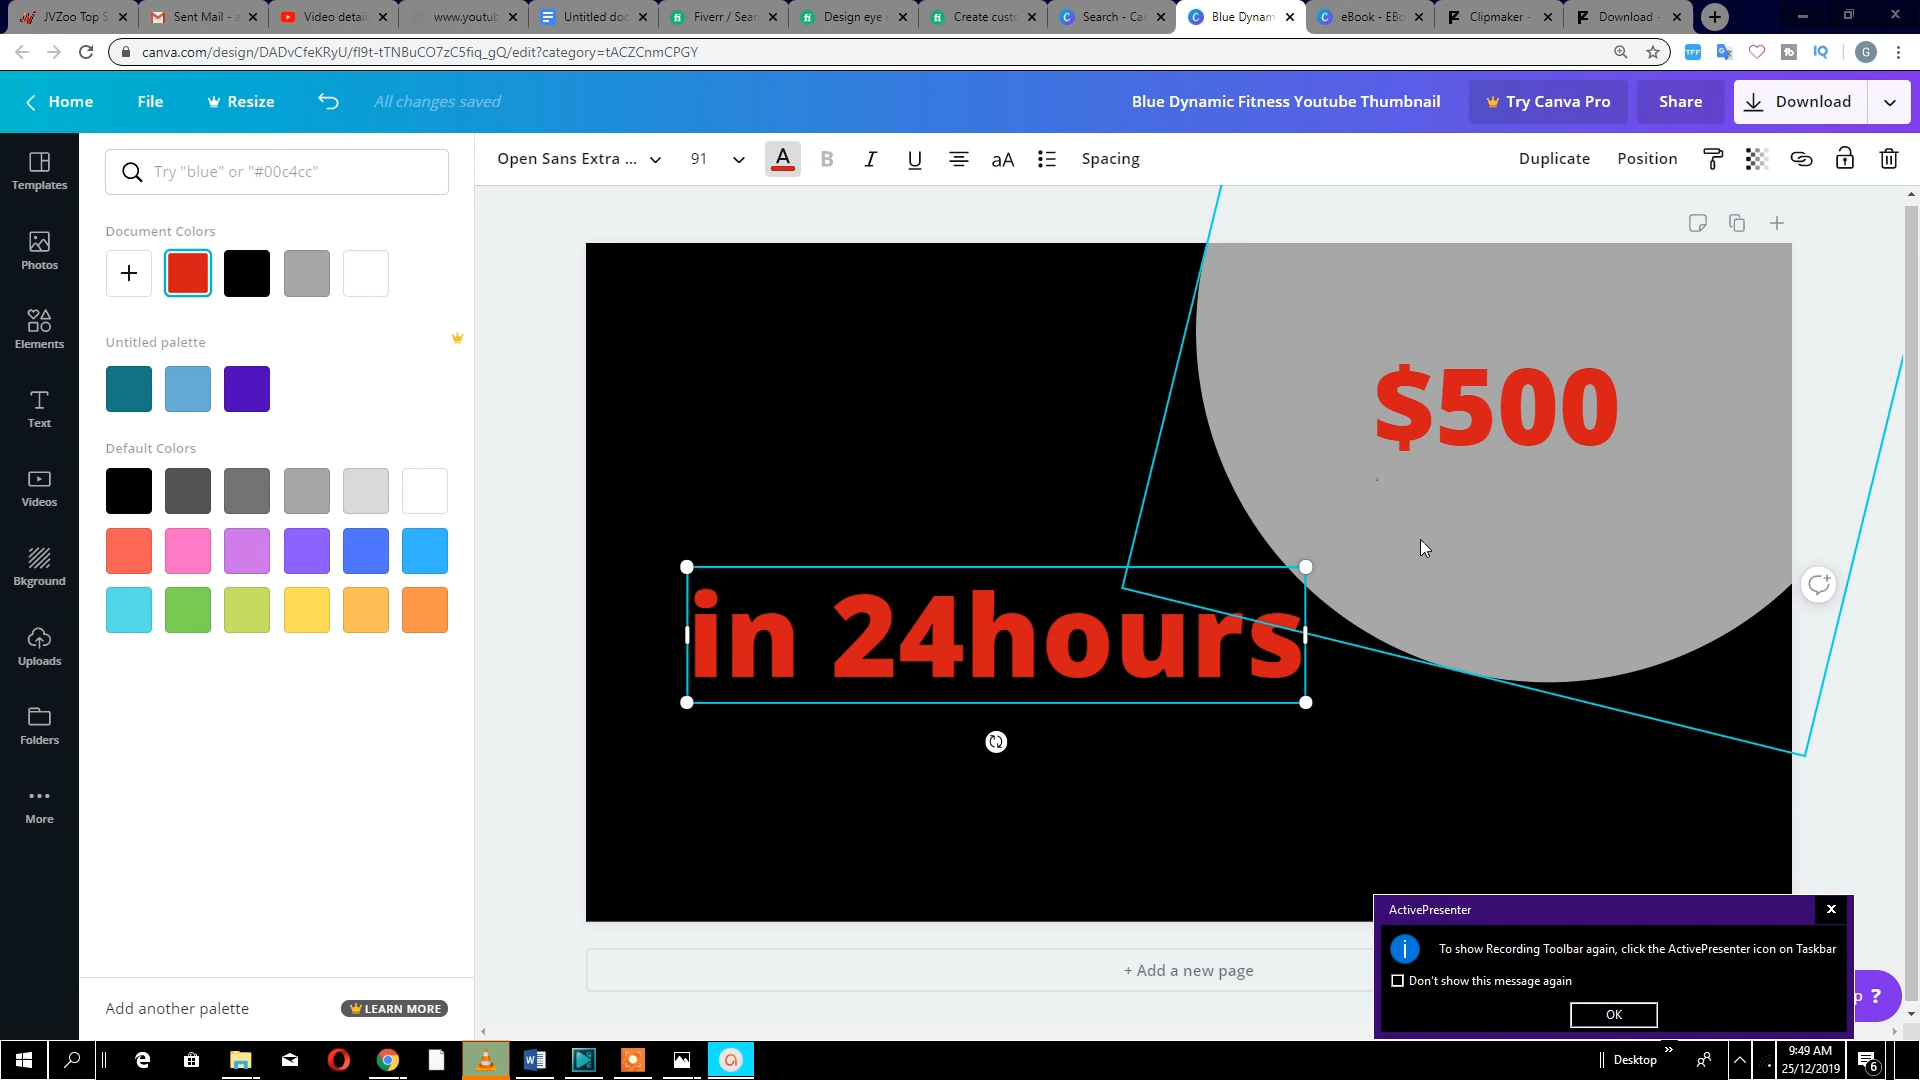 JVZoo Top S
Sent Mail - a
Video detail
www.youtub
Untitled doc
Fiverr / Sear
Design eye c
Create custo
Search - Ca
Blue Dynam
eBook - EBo
Clipmaker -
Download -
canva.com/design/DADvCfeKRyU/fl9t-tTNBuCO7zC5fiq_gQ/edit?category=tACZCnmCPGY
Home
File
Resize
All changes saved
Blue Dynamic Fitness Youtube Thumbnail
Try Canva Pro
Share
Download
Templates
Photos
Elements
Text
Videos
Bkground
Uploads
Folders
More
Try "blue" or "#00c4cc"
Document Colors
Untitled palette
Default Colors
Add another palette
LEARN MORE
Open Sans Extra ...
91
A
B
I
U
aA
Spacing
Duplicate
Position
$500
in 24hours
+ Add a new page
ActivePresenter
To show Recording Toolbar again, click the ActivePresenter icon on Taskbar
Don't show this message again
OK
p ?
Desktop
9:49 AM
25/12/2019
6